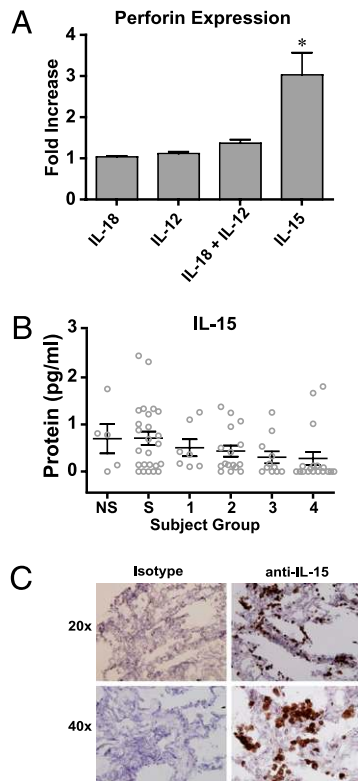 A
Perforin Expression
Fold Increase
4
3
2
1
0
*
IL-18
IL-12
IL-18 + IL-12
IL-15
B
IL-15
Protein (pg/ml)
3
2
1
0
NS S 1 2 3 4
Subject Group
C
Isotype anti-IL-15
20x
40x